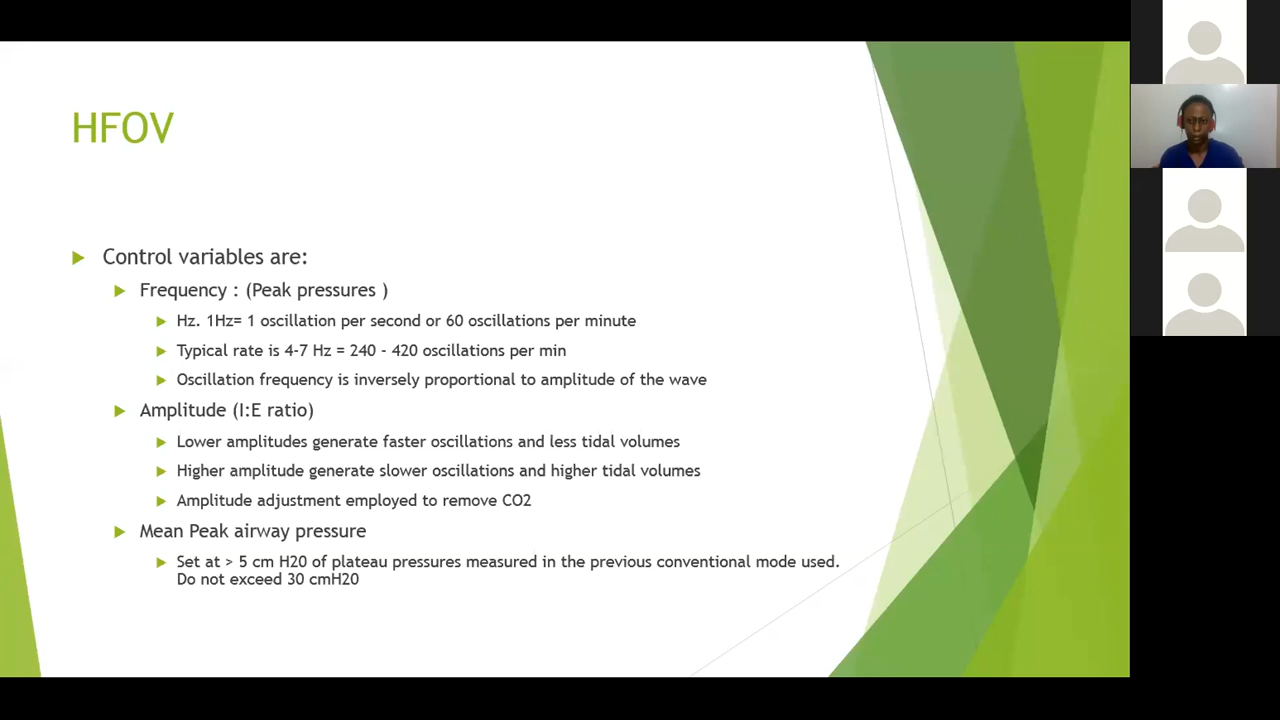 HFOV
Control variables are:
Frequency : (Peak pressures )
Hz. 1Hz= 1 oscillation per second or 60 oscillations per minute
Typical rate is 4-7 Hz = 240 - 420 oscillations per min
Oscillation frequency is inversely proportional to amplitude of the wave
Amplitude (I:E ratio)
Lower amplitudes generate faster oscillations and less tidal volumes
Higher amplitude generate slower oscillations and higher tidal volumes
Amplitude adjustment employed to remove CO2
Mean Peak airway pressure
Set at > 5 cm H20 of plateau pressures measured in the previous conventional mode used.
Do not exceed 30 cmH20